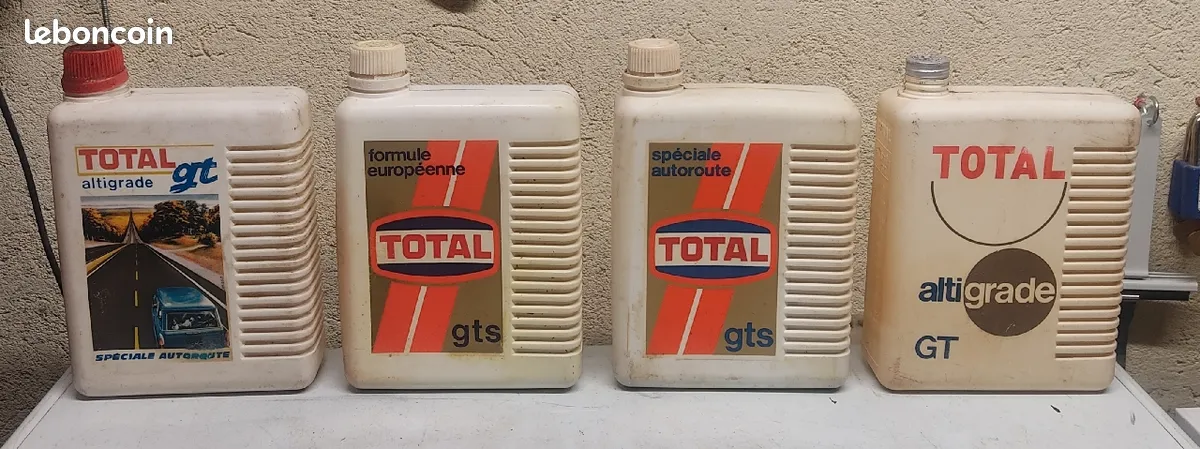 leboncoin
TOTAL
gt
altigrade
SPÉCIALE AUTOROUTE
formule
européenne
TOTAL
gts
spéciale
autoroute
TOTAL
gts
TOTAL
altigrade
GT